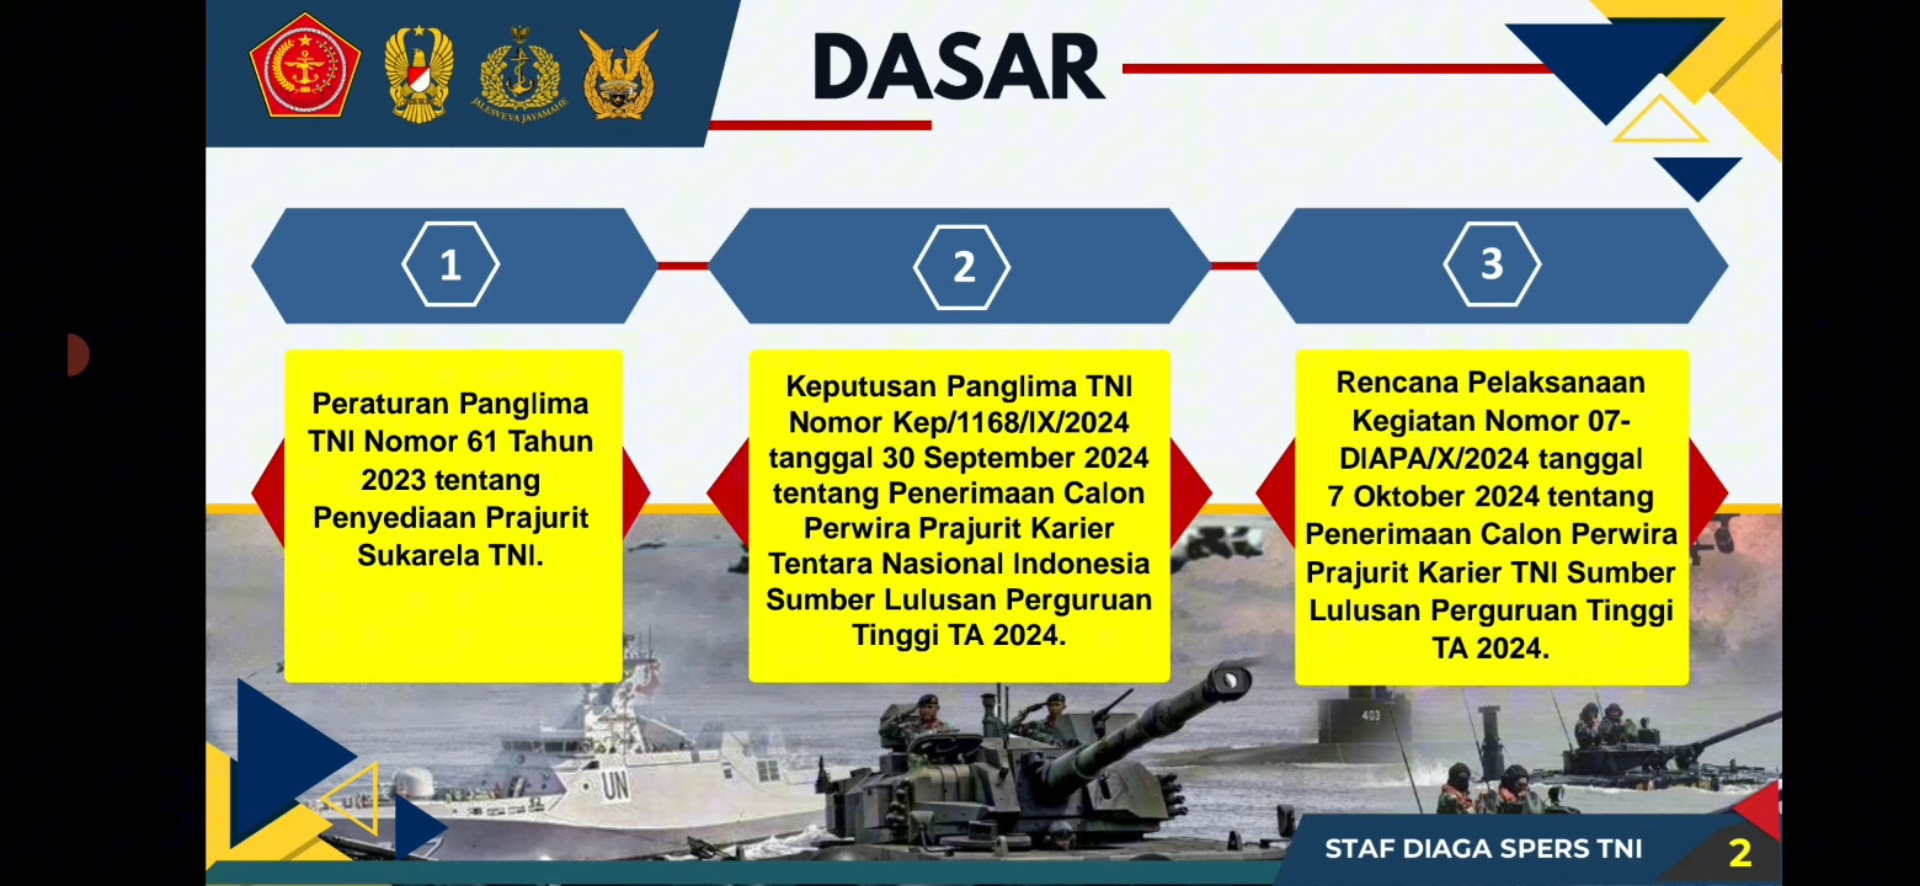 JALESVEVA JAYAMAHE
DASAR
1
2
3
Peraturan Panglima
TNI Nomor 61 Tahun
2023 tentang
Penyediaan Prajurit
Sukarela TNI.
Keputusan Panglima TNI
Nomor Kep/1168/IX/2024
tanggal 30 September 2024
tentang Penerimaan Calon
Perwira Prajurit Karier
Tentara Nasional Indonesia
Sumber Lulusan Perguruan
Tinggi TA 2024.
Rencana Pelaksanaan
Kegiatan Nomor 07-
DIAPA/X/2024 tanggal
7 Oktober 2024 tentang
Penerimaan Calon Perwira
Prajurit Karier TNI Sumber
Lulusan Perguruan Tinggi
TA 2024.
403
UN
STAF DIAGA SPERS TNI
2